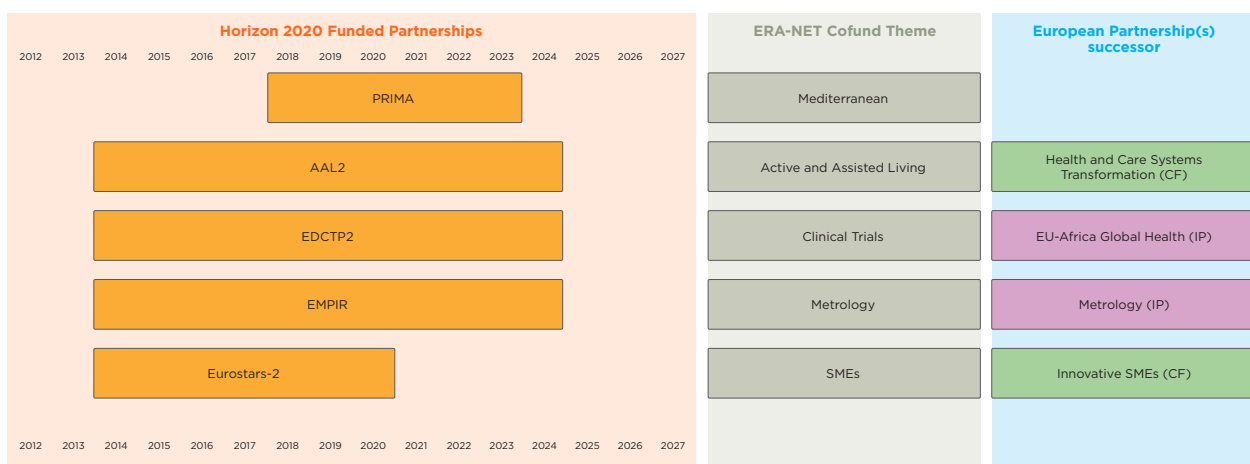 Horizon 2020 Funded Partnerships
ERA-NET Cofund Theme
European Partnership(s)
successor
2012 2013 2014 2015 2016 2017 2018 2019 2020 2021 2022 2023 2024 2025 2026 2027
PRIMA
Mediterranean
AAL2
Active and Assisted Living
Health and Care Systems
Transformation (CF)
EDCTP2
Clinical Trials
EU-Africa Global Health (IP)
EMPIR
Metrology
Metrology (IP)
Eurostars-2
SMEs
Innovative SMEs (CF)
2012 2013 2014 2015 2016 2017 2018 2019 2020 2021 2022 2023 2024 2025 2026 2027